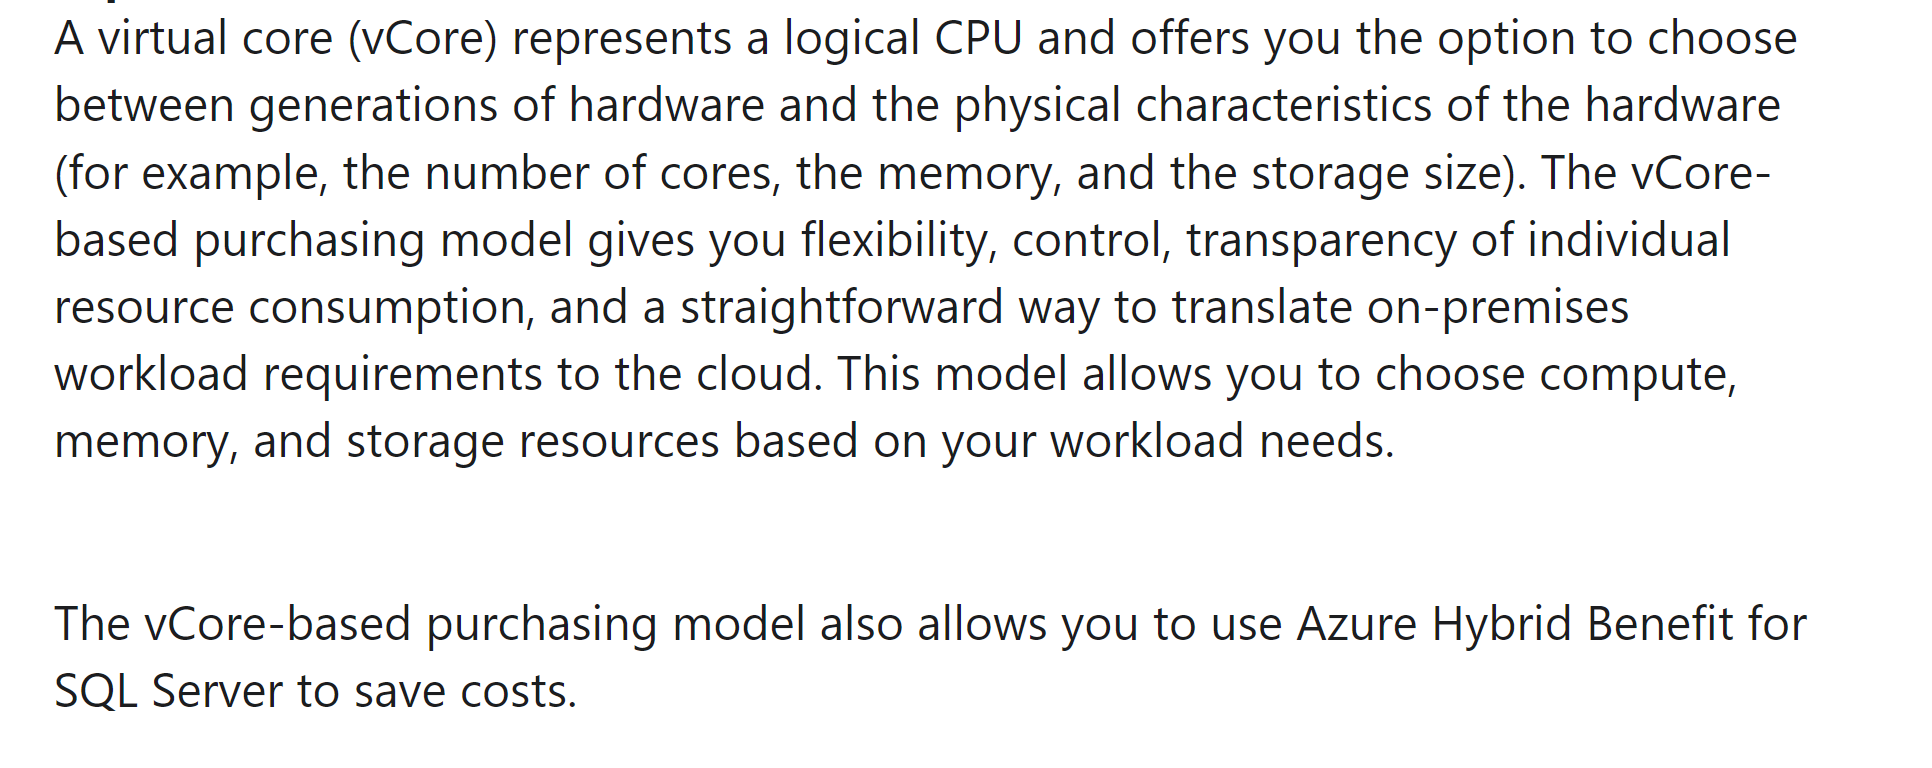 A virtual core (vCore) represents a logical CPU and offers you the option to choose
between generations of hardware and the physical characteristics of the hardware
(for example, the number of cores, the memory, and the storage size). The vCore-
based purchasing model gives you flexibility, control, transparency of individual
resource consumption, and a straightforward way to translate on-premises
workload requirements to the cloud. This model allows you to choose compute,
memory, and storage resources based on your workload needs.
The vCore-based purchasing model also allows you to use Azure Hybrid Benefit for
SQL Server to save costs.